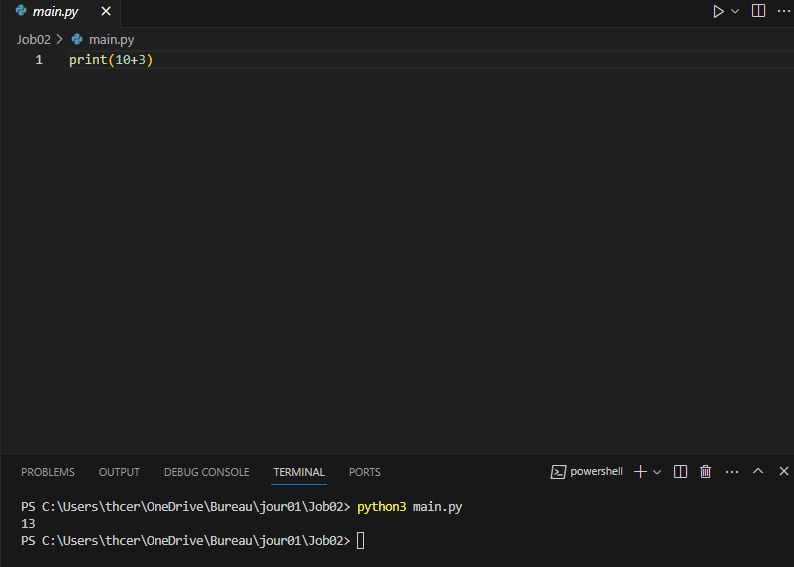 main.py
Job02 > main.py
1 print(10+3)
PROBLEMS OUTPUT DEBUG CONSOLE TERMINAL PORTS powershell
PS C:\Users\thcer\OneDrive\Bureau\jour01\Job02> python3 main.py
13
PS C:\Users\thcer\OneDrive\Bureau\jour01\Job02>